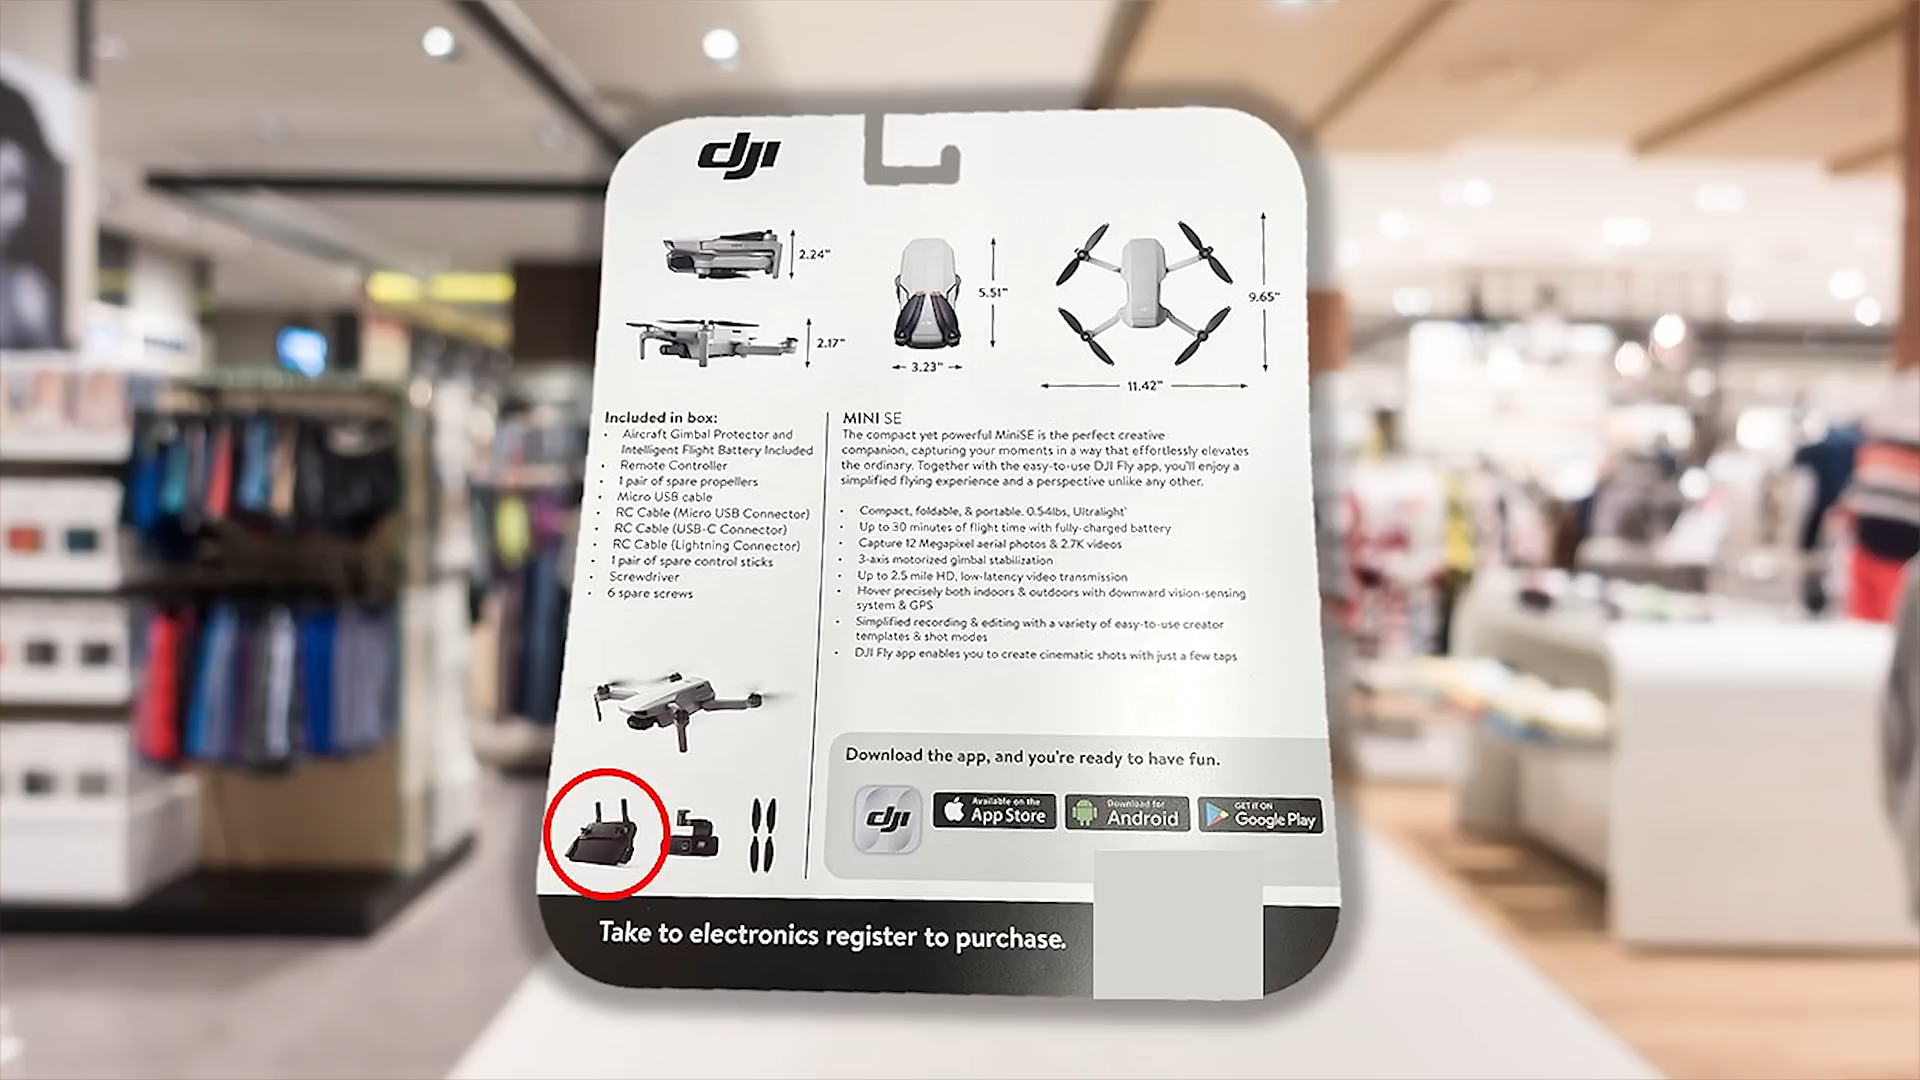 dji
2.24"
2.17"
5.51"
3.23"
9.65"
11.42"
Included in box:
• Aircraft Gimbal Protector and
Intelligent Flight Battery Included
• Remote Controller
• 1 pair of spare propellers
• Micro USB cable
• RC Cable (Micro USB Connector)
• RC Cable (USB-C Connector)
• RC Cable (Lightning Connector)
• 1 pair of spare control sticks
• Screwdriver
• 6 spare screws
MINI SE
The compact yet powerful MiniSE is the perfect creative
companion, capturing your moments in a way that effortlessly elevates
the ordinary. Together with the easy-to-use DJI Fly app, you'll enjoy a
simplified flying experience and a perspective unlike any other.
• Compact, foldable, & portable. 0.54lbs, Ultralight*
• Up to 30 minutes of flight time with fully-charged battery
• Capture 12 Megapixel aerial photos & 2.7K videos
• 3-axis motorized gimbal stabilization
• Up to 2.5 mile HD, low-latency video transmission
• Hover precisely both indoors & outdoors with downward vision-sensing
system & GPS
• Simplified recording & editing with a variety of easy-to-use creator
templates & shot modes
• DJI Fly app enables you to create cinematic shots with just a few taps
Download the app, and you're ready to have fun.
dji
Available on the
App Store
Download for
Android
GET IT ON
Google Play
Take to electronics register to purchase.